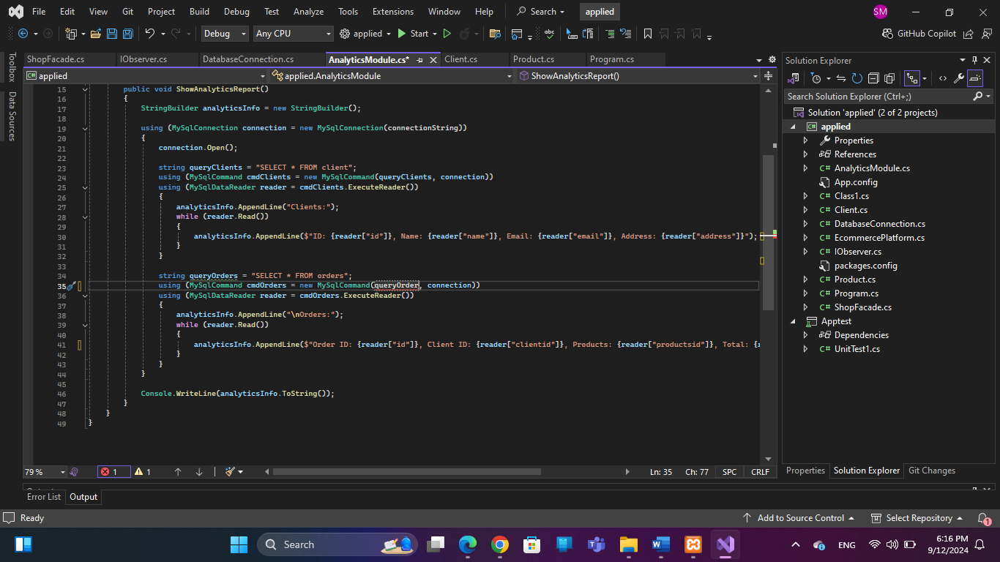 File Edit View Git Project Build Debug Test Analyze Tools Extensions Window Help Search applied SM
Debug Any CPU applied Start GitHub Copilot
ShopFacade.cs IObserver.cs DatabaseConnection.cs AnalyticsModule.cs* Client.cs Product.cs Program.cs
applied applied.AnalyticsModule ShowAnalyticsReport()
Toolbox
Data Sources
15 public void ShowAnalyticsReport()
16 {
17 StringBuilder analyticsInfo = new StringBuilder();
18
19 using (MySqlConnection connection = new MySqlConnection(connectionString))
20 {
21 connection.Open();
22
23 string queryClients = "SELECT * FROM client";
24 using (MySqlCommand cmdClients = new MySqlCommand(queryClients, connection))
25 using (MySqlDataReader reader = cmdClients.ExecuteReader())
26 {
27 analyticsInfo.AppendLine("Clients:");
28 while (reader.Read())
29 {
30 analyticsInfo.AppendLine($"ID: {reader["id"]}, Name: {reader["name"]}, Email: {reader["email"]}, Address: {reader["address"]}");
31 }
32 }
33
34 string queryOrders = "SELECT * FROM orders";
35 using (MySqlCommand cmdOrders = new MySqlCommand(queryOrder, connection))
36 using (MySqlDataReader reader = cmdOrders.ExecuteReader())
37 {
38 analyticsInfo.AppendLine("\nOrders:");
39 while (reader.Read())
40 {
41 analyticsInfo.AppendLine($"Order ID: {reader["id"]}, Client ID: {reader["clientid"]}, Products: {reader["productsid"]}, Total: {
42 }
43 }
44 }
45
46 Console.WriteLine(analyticsInfo.ToString());
47 }
48 }
49 }
79 % 1 1 Ln: 35 Ch: 77 SPC CRLF
Error List Output
Solution Explorer
Search Solution Explorer (Ctrl+;)
Solution 'applied' (2 of 2 projects)
C# applied
Properties
References
C# AnalyticsModule.cs
App.config
C# Class1.cs
C# Client.cs
C# DatabaseConnection.cs
C# EcommercePlatform.cs
C# IObserver.cs
packages.config
C# Product.cs
C# Program.cs
C# ShopFacade.cs
Apptest
Dependencies
C# UnitTest1.cs
Properties Solution Explorer Git Changes
Ready Add to Source Control Select Repository 1
Search ENG 6:16 PM
9/12/2024